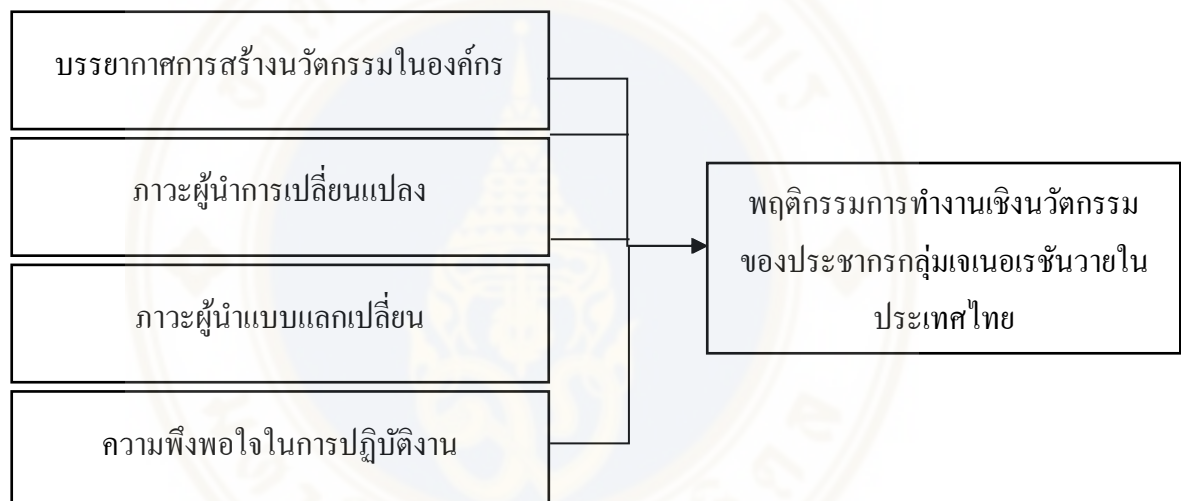 บรรยากาศการสร้างนวัตกรรมในองค์กร
ภาวะผู้นำการเปลี่ยนแปลง
ภาวะผู้นำแบบแลกเปลี่ยน
ความพึงพอใจในการปฏิบัติงาน
พฤติกรรมการทำงานเชิงนวัตกรรม
ของประชากรกลุ่มเจเนอเรชันวายใน
ประเทศไทย